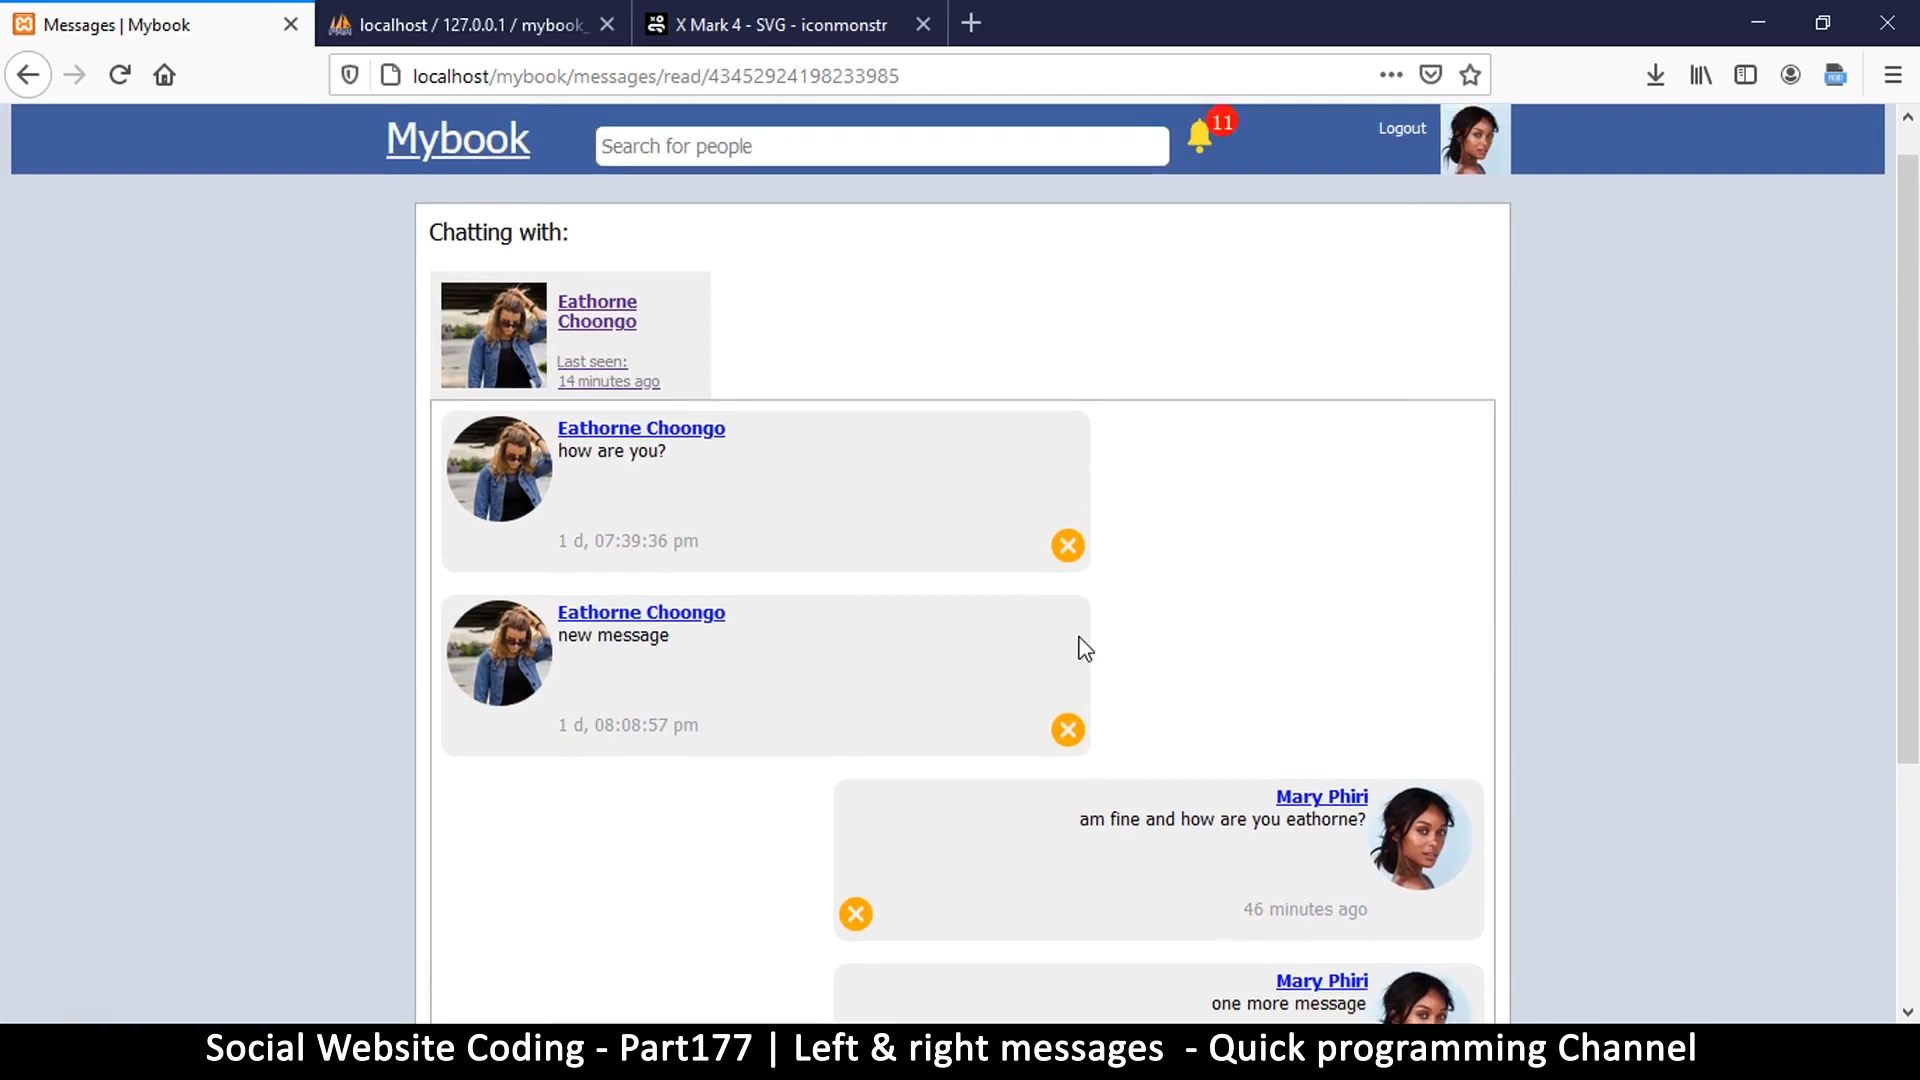 Messages | Mybook
localhost / 127.0.0.1 / mybook_
X Mark 4 - SVG - iconmonstr
localhost/mybook/messages/read/43452924198233985
Mybook
Search for people
11
Logout
Chatting with:
Eathorne
Choongo
Last seen:
14 minutes ago
Eathorne Choongo
how are you?
1 d, 07:39:36 pm
Eathorne Choongo
new message
1 d, 08:08:57 pm
Mary Phiri
am fine and how are you eathorne?
46 minutes ago
Mary Phiri
one more message
Social Website Coding - Part177 | Left & right messages - Quick programming Channel